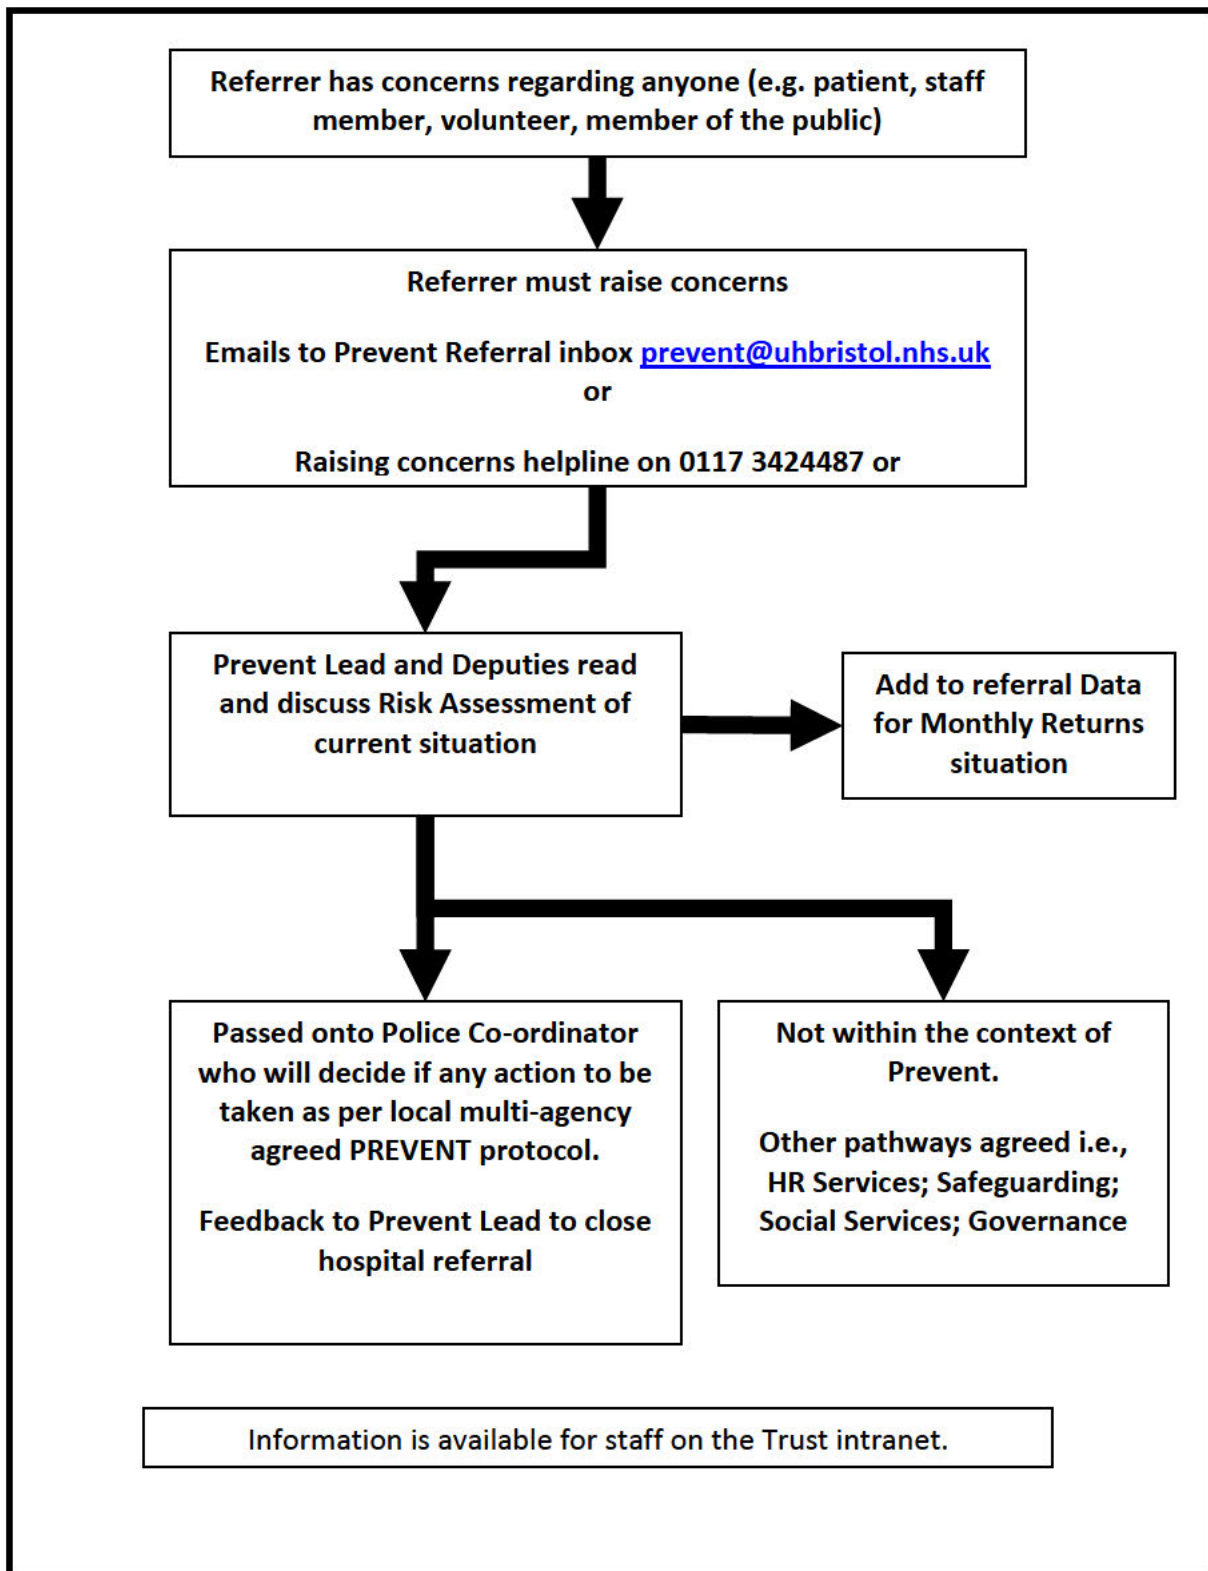 Referrer has concerns regarding anyone (e.g. patient, staff
member, volunteer, member of the public)
Referrer must raise concerns
Emails to Prevent Referral inbox prevent@uhbristol.nhs.uk
or
Raising concerns helpline on 0117 3424487 or
Prevent Lead and Deputies read
and discuss Risk Assessment of
current situation
Add to referral Data
for Monthly Returns
situation
Passed onto Police Co-ordinator
who will decide if any action to be
taken as per local multi-agency
agreed PREVENT protocol.
Feedback to Prevent Lead to close
hospital referral
Not within the context of
Prevent.
Other pathways agreed i.e.,
HR Services; Safeguarding;
Social Services; Governance
Information is available for staff on the Trust intranet.